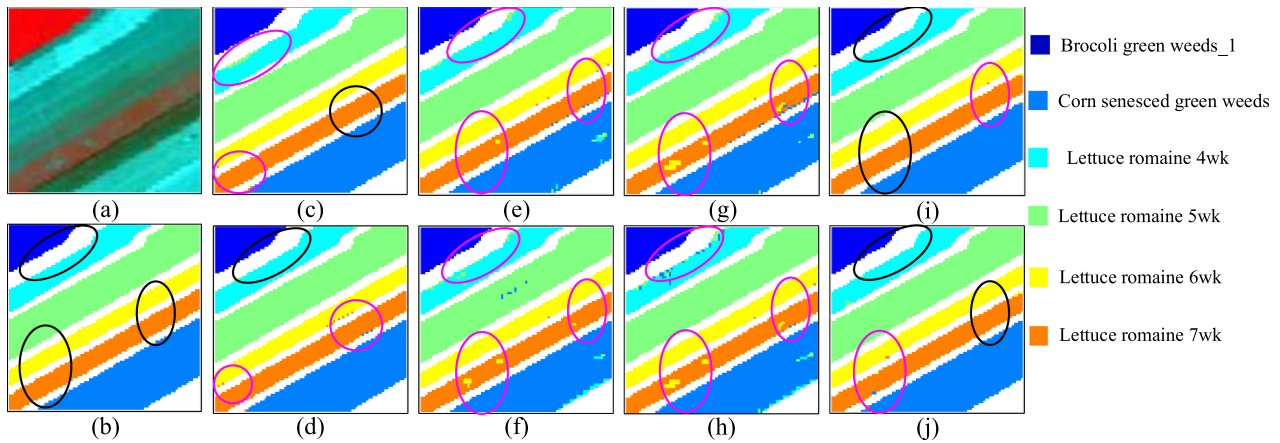 (a)
(c)
(e)
(g)
(i)
(b)
(d)
(f)
(h)
(j)
Brocoli green weeds_1
Corn senesced green weeds
Lettuce romaine 4wk
Lettuce romaine 5wk
Lettuce romaine 6wk
Lettuce romaine 7wk